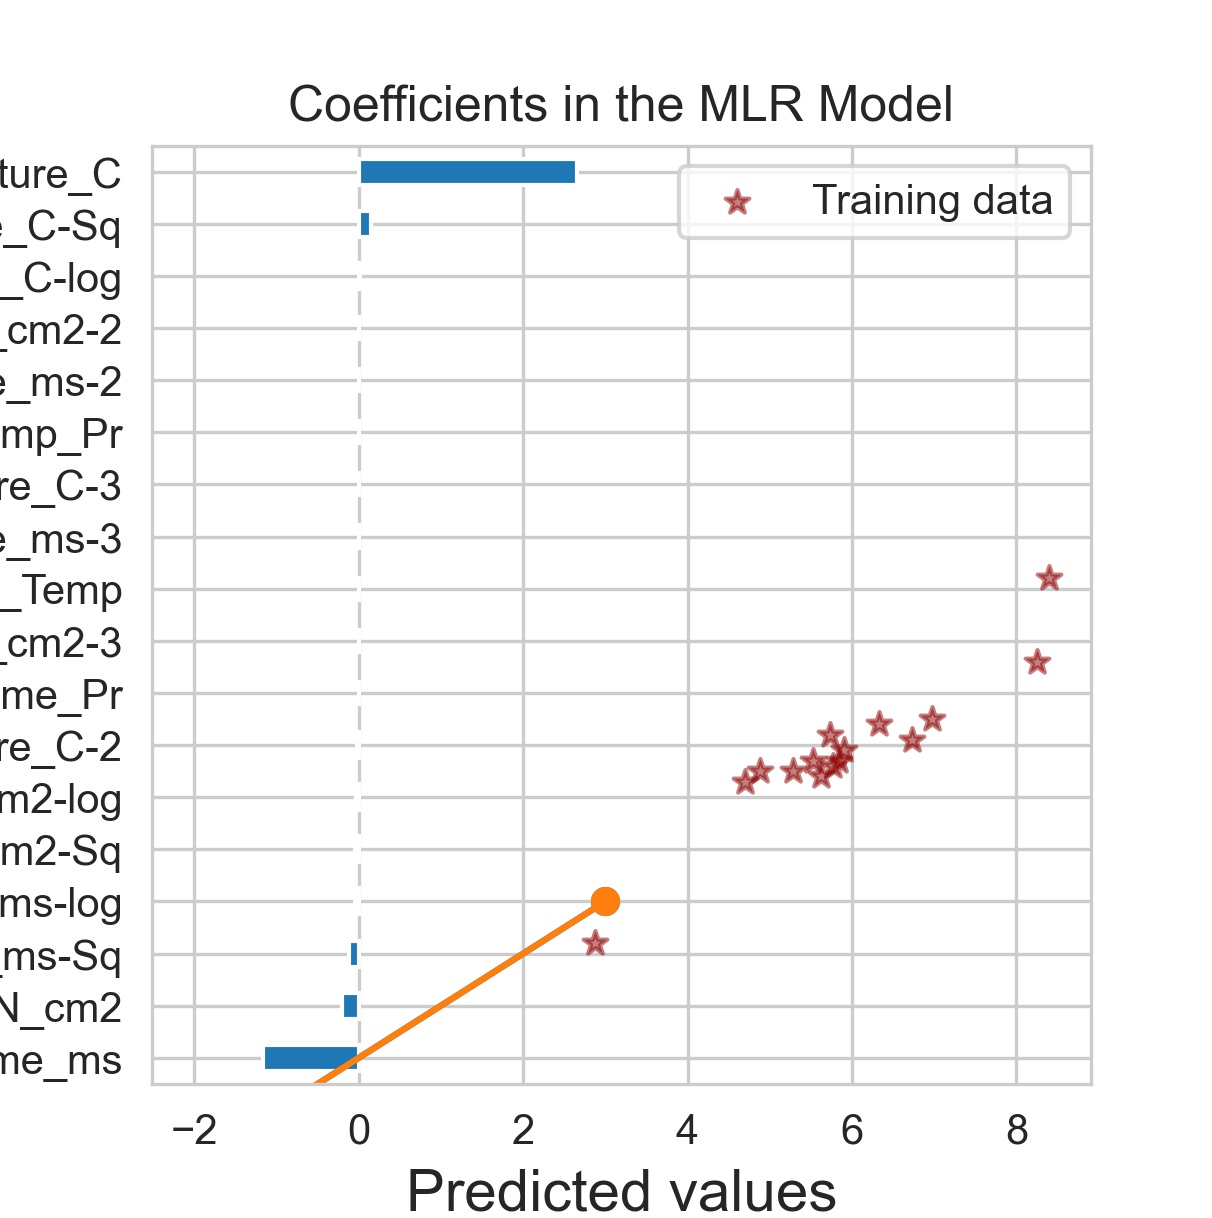 Coefficients in the MLR Model
ture_C
e_C-Sq
_C-log
_cm2-2
e_ms-2
mp_Pr
re_C-3
e_ms-3
_Temp
_cm2-3
me_Pr
re_C-2
m2-log
m2-Sq
ms-log
_ms-Sq
N_cm2
me_ms
Training data
−2 0 2 4 6 8
Predicted values